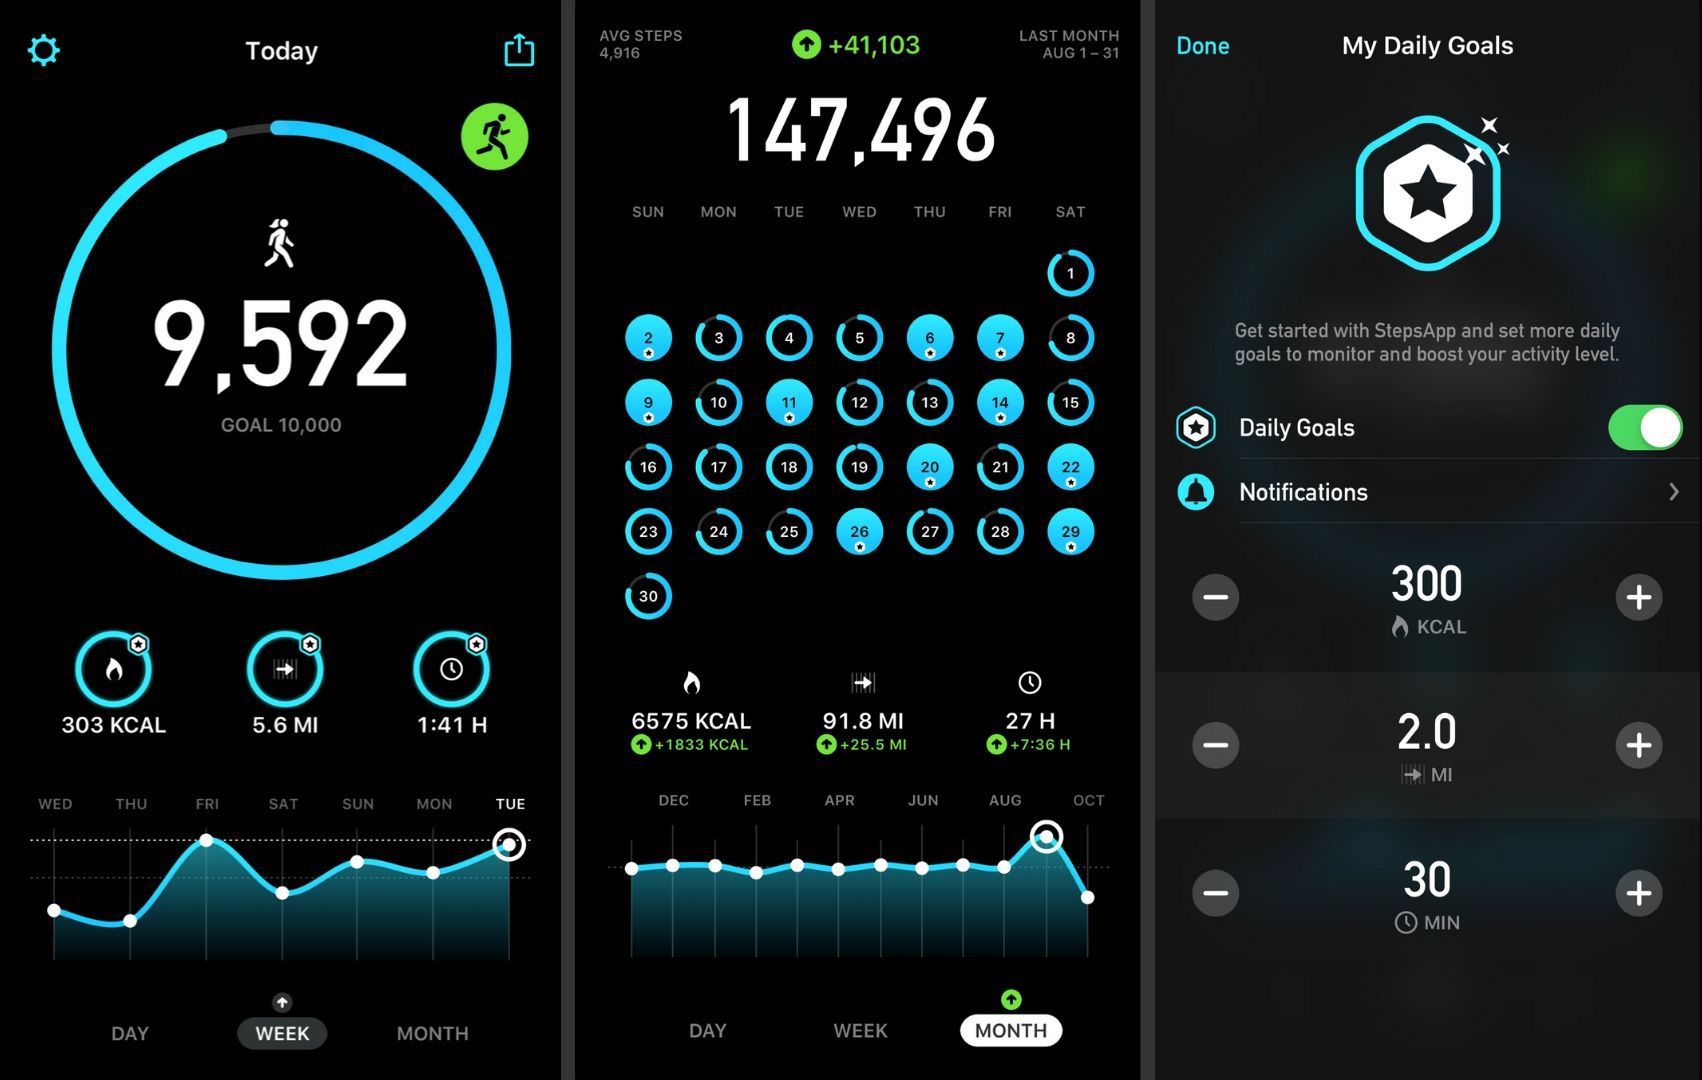 Today
9,592
GOAL 10,000
303 KCAL 5.6 MI 1:41 H
WED THU FRI SAT SUN MON TUE
DAY WEEK MONTH
AVG STEPS
4,916
+41,103
LAST MONTH
AUG 1 – 31
147,496
SUN MON TUE WED THU FRI SAT
1
2 3 4 5 6 7 8
9 10 11 12 13 14 15
16 17 18 19 20 21 22
23 24 25 26 27 28 29
30
6575 KCAL 91.8 MI 27 H
+1833 KCAL +25.5 MI +7:36 H
DEC FEB APR JUN AUG OCT
DAY WEEK MONTH
Done My Daily Goals
Get started with StepsApp and set more daily
goals to monitor and boost your activity level.
Daily Goals
Notifications
300
KCAL
2.0
MI
30
MIN